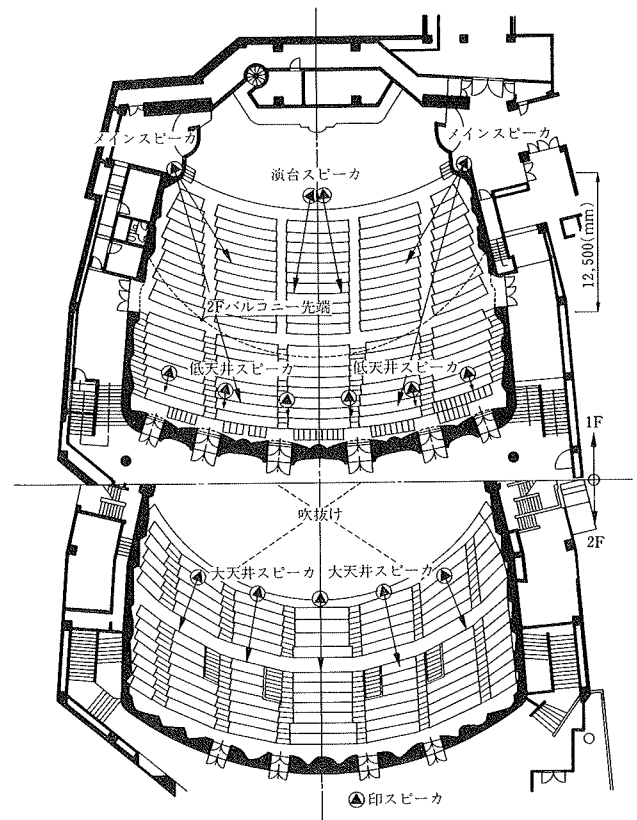 メインスピーカ
メインスピーカ
演台スピーカ
12,500(mm)
2Fバルコニー先端
低天井スピーカ
低天井スピーカ
1F
2F
吹抜け
大天井スピーカ
大天井スピーカ
印スピーカ